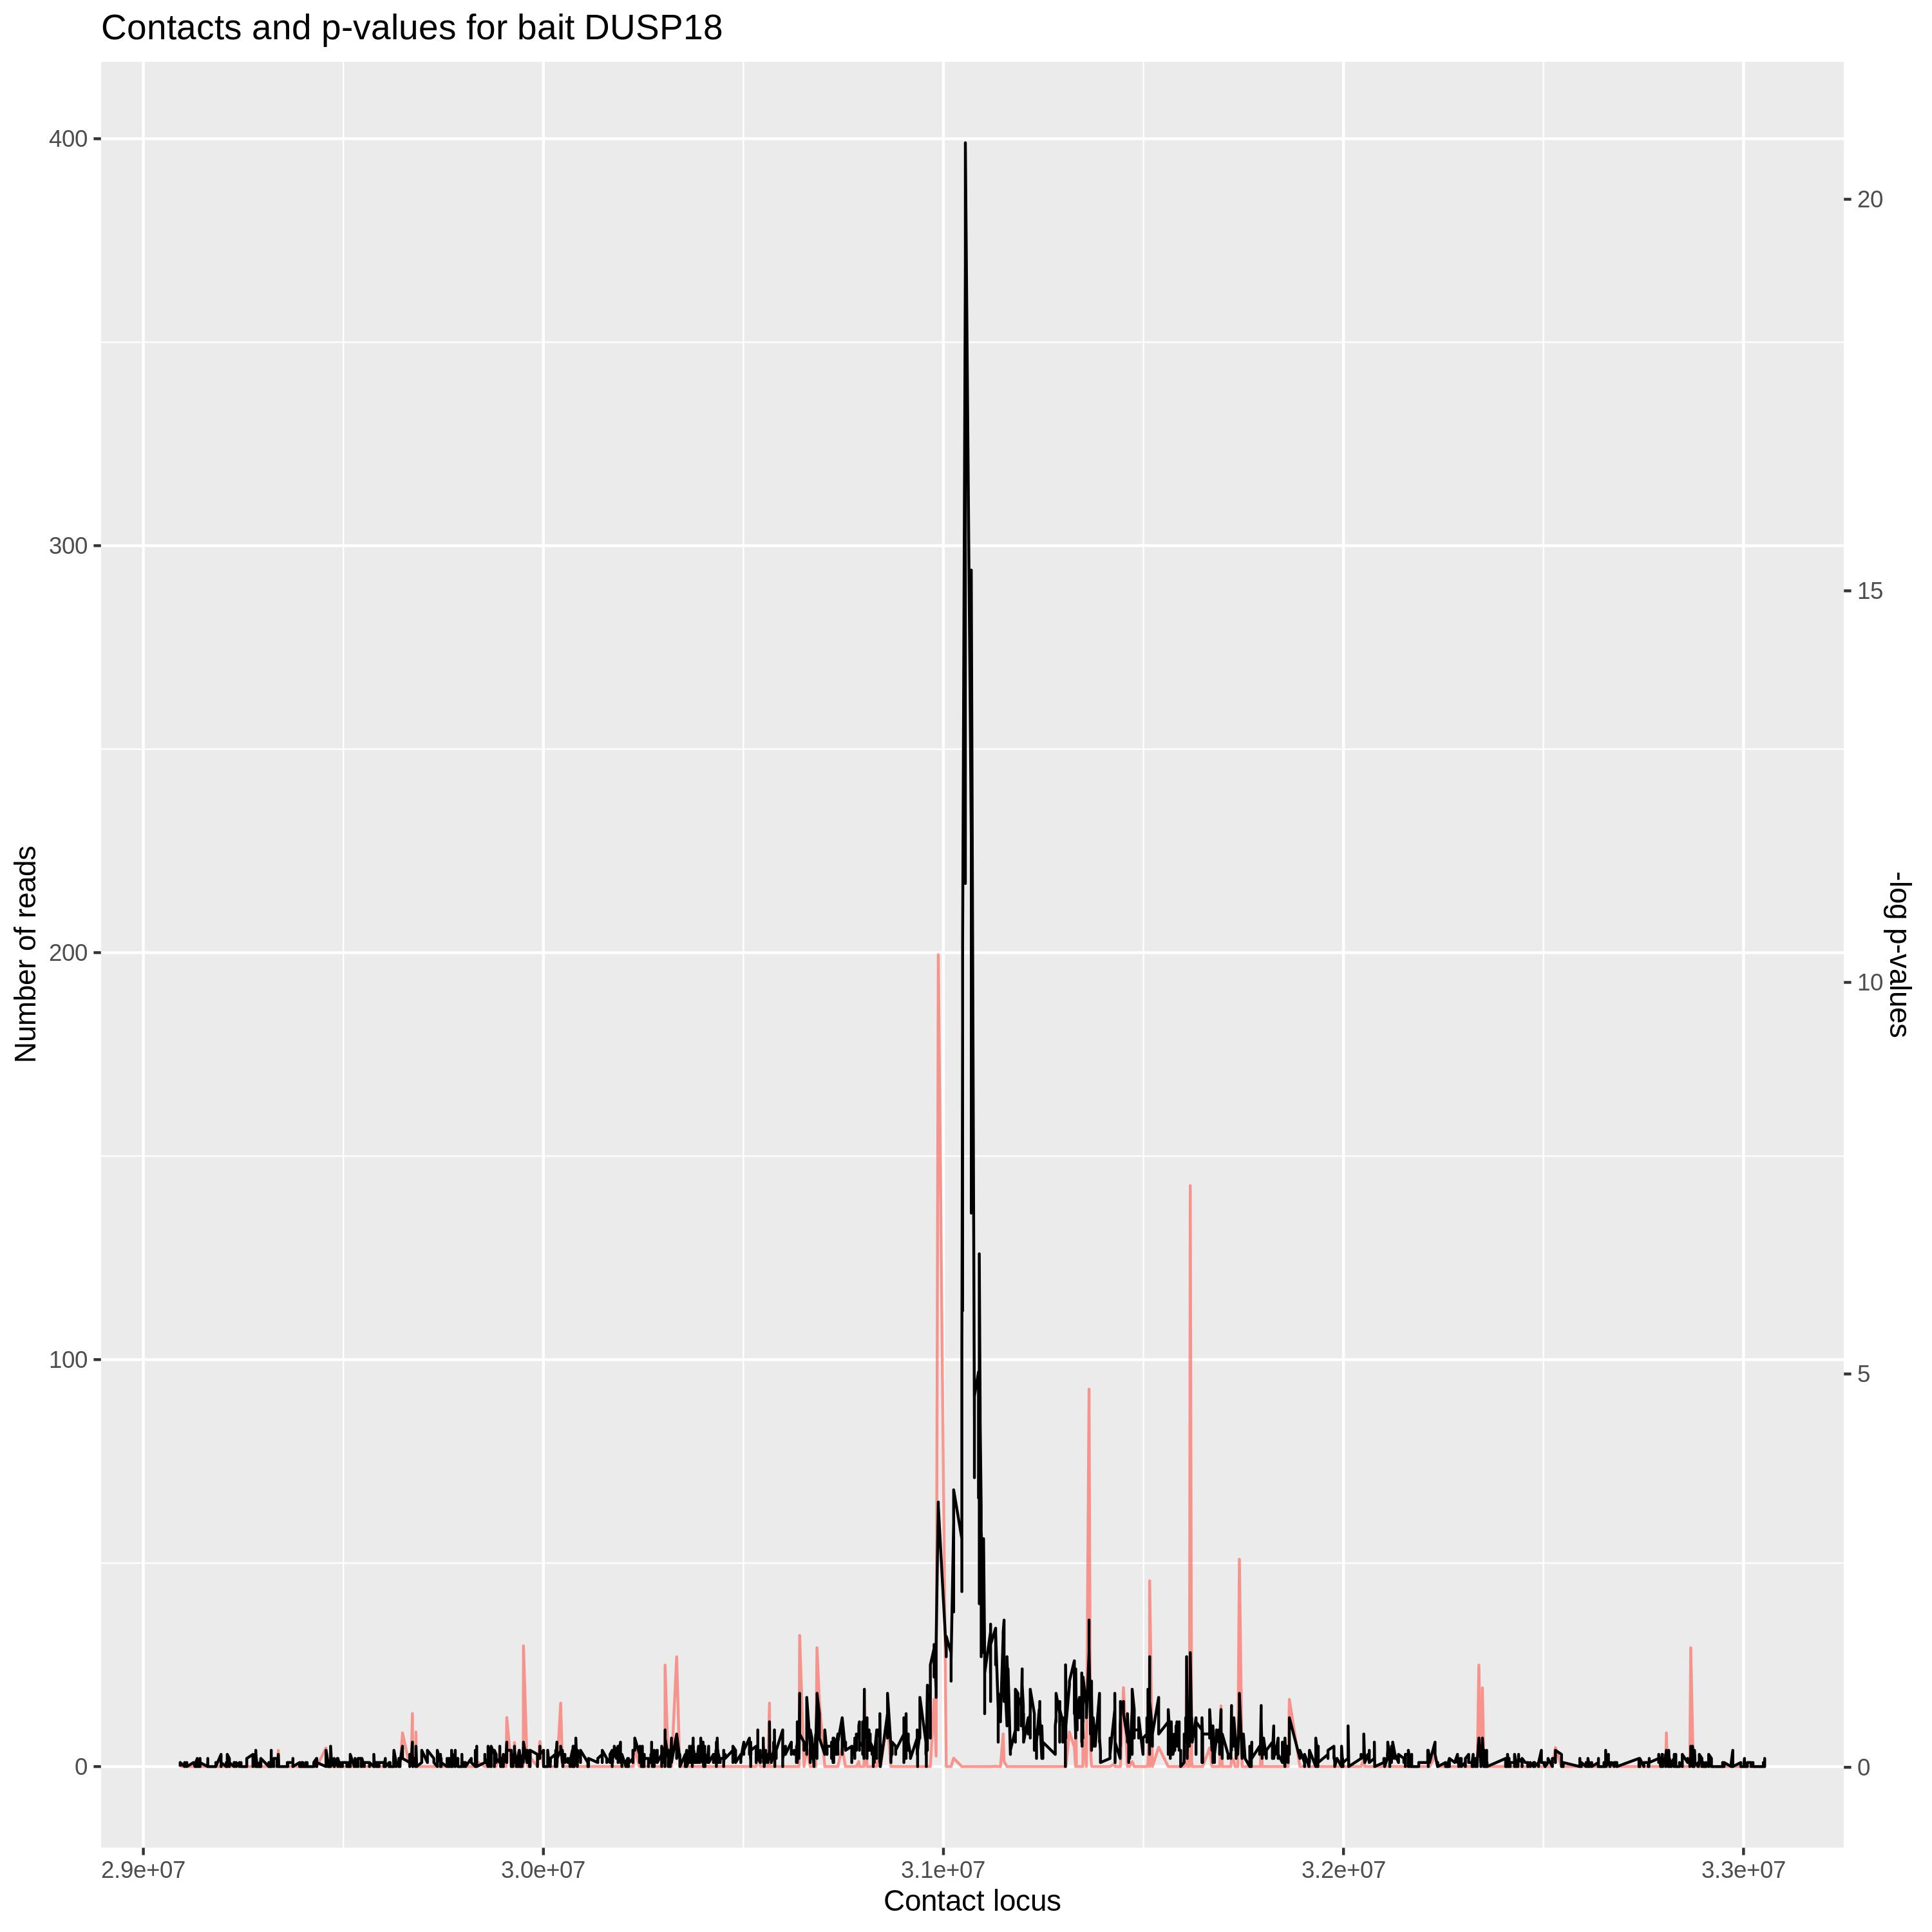 Contacts and p-values for bait DUSP18
400
300
200
100
0
Number of reads
20
15
10
5
0
-log p-values
2.9e+07 3.0e+07 3.1e+07 3.2e+07 3.3e+07
Contact locus